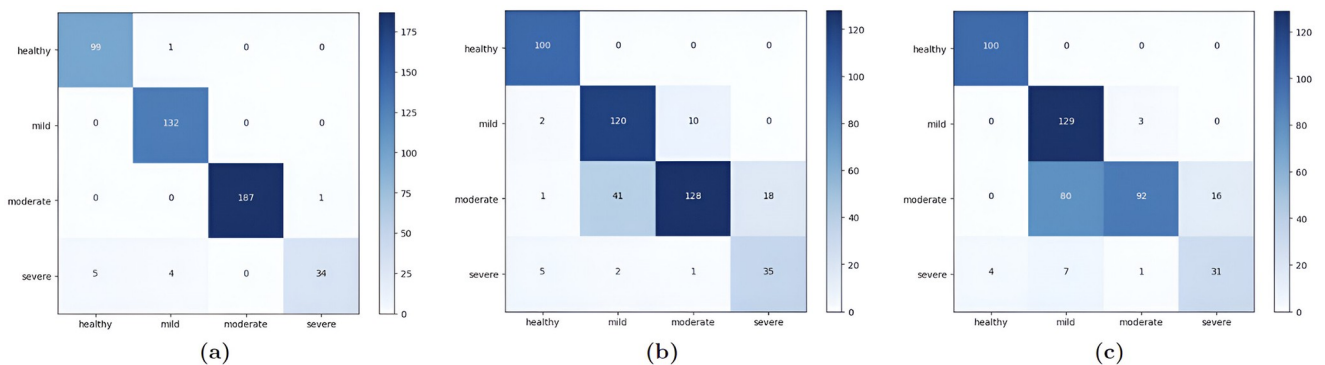 healthy 99 1 0 0
mild 0 132 0 0
moderate 0 0 187 1
severe 5 4 0 34
healthy mild moderate severe
175
150
125
100
75
50
25
0
(a)
healthy 100 0 0 0
mild 2 120 10 0
moderate 1 41 128 18
severe 5 2 1 35
healthy mild moderate severe
120
100
80
60
40
20
0
(b)
healthy 100 0 0 0
mild 0 129 3 0
moderate 0 80 92 16
severe 4 7 1 31
healthy mild moderate severe
120
100
80
60
40
20
0
(c)